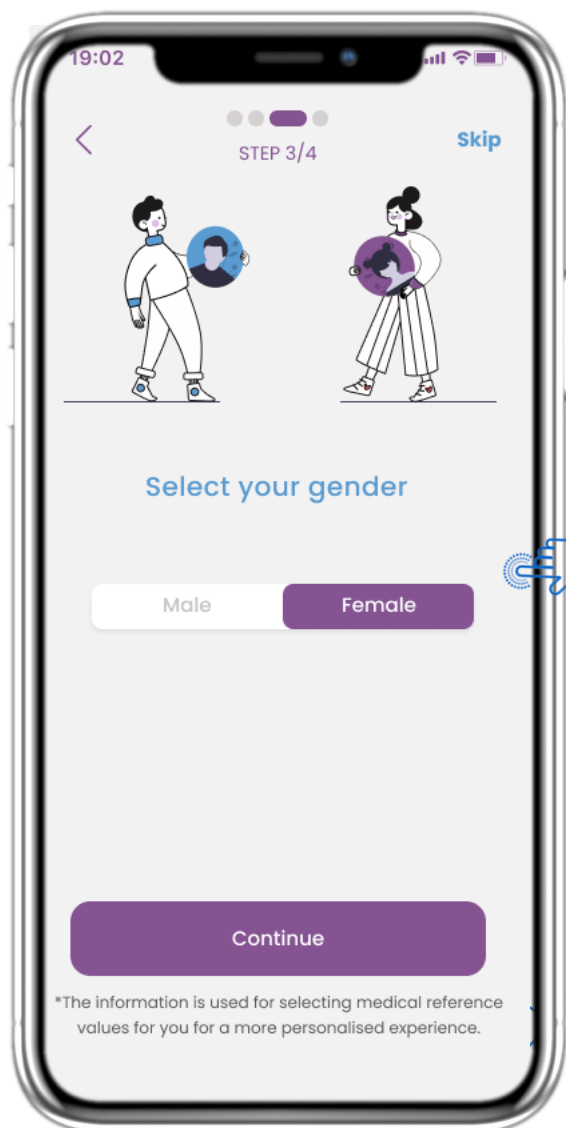 19:02
STEP 3/4
Skip
Select your gender
Male
Female
Continue
*The information is used for selecting medical reference
values for you for a more personalised experience.